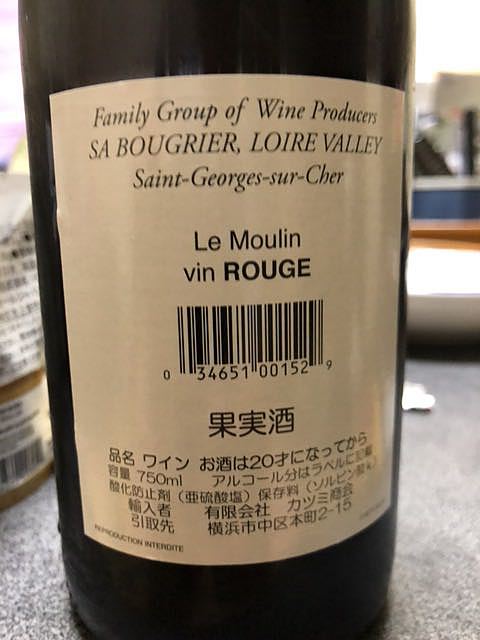 Family Group of Wine Producers
SA BOUGRIER, LOIRE VALLEY
Saint-Georges-sur-Cher
Le Moulin
vin ROUGE
0 34651 00152 9
果実酒
品名 ワイン お酒は20才になってから
容量 750ml アルコール分はラベルに記載
酸化防止剤(亜硫酸塩)保存料(ソルビン酸K)
輸入者 有限会社 カツミ商会
引取先 横浜市中区本町2-15
REPRODUCTION INTERDITE